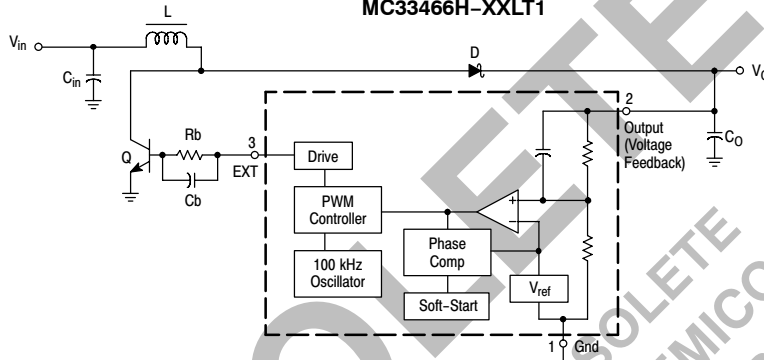 MC33466H−XXLT1
L
Vin
D
Cin
2
Output
(Voltage
Feedback)
CO
Rb
3
Q
EXT
Cb
Drive
PWM
Controller
100 kHz
Oscillator
+
−
Phase
Comp
Soft−Start
Vref
1
Gnd